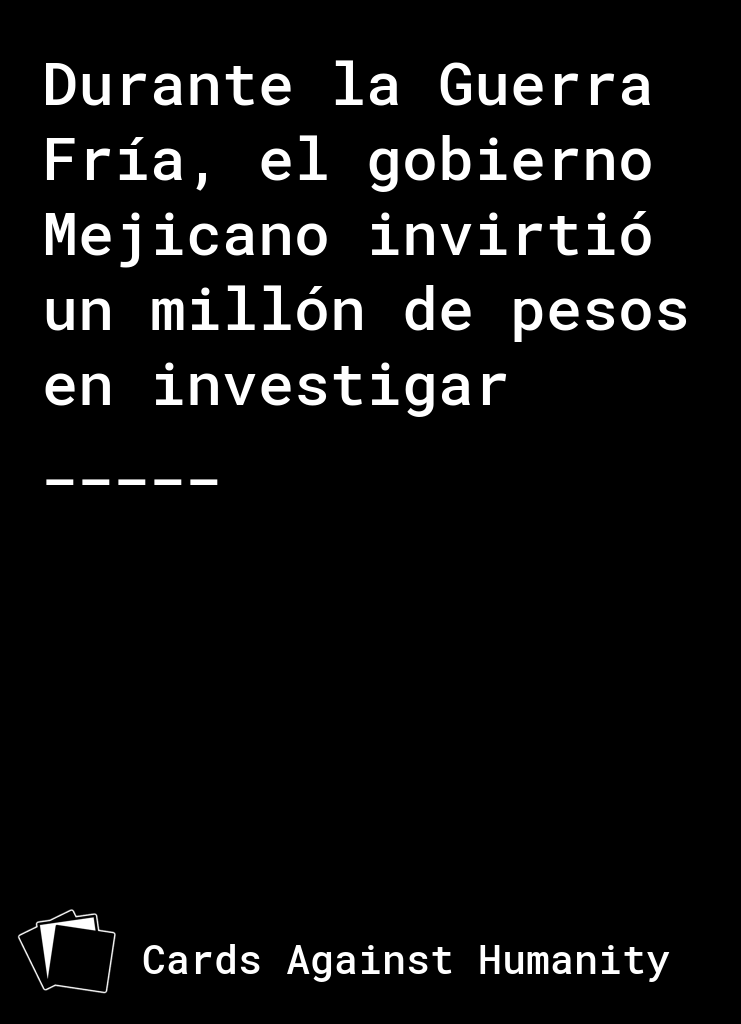 Durante la Guerra
Fría, el gobierno
Mejicano invirtió
un millón de pesos
en investigar
_____
Cards Against Humanity